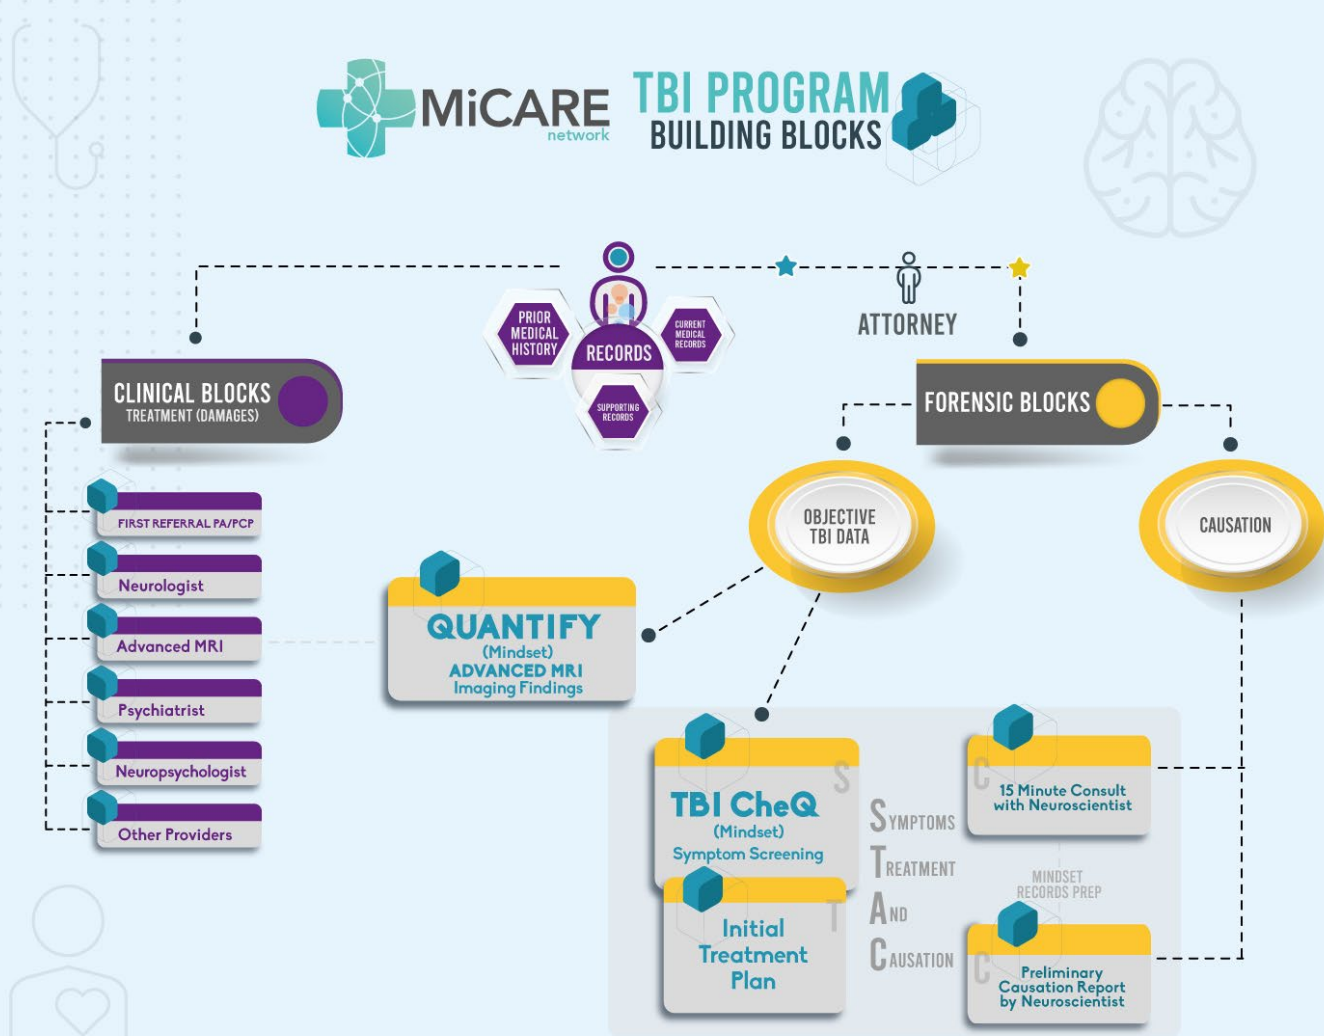 MiCARE
network
TBI PROGRAM
BUILDING BLOCKS
PRIOR
MEDICAL
HISTORY
RECORDS
CURRENT
MEDICAL
RECORDS
SUPPORTING
RECORDS
ATTORNEY
CLINICAL BLOCKS
TREATMENT (DAMAGES)
FORENSIC BLOCKS
FIRST REFERRAL PA/PCP
Neurologist
Advanced MRI
Psychiatrist
Neuropsychologist
Other Providers
OBJECTIVE
TBI DATA
CAUSATION
QUANTIFY
(Mindset)
ADVANCED MRI
Imaging Findings
S
TBI CheQ
(Mindset)
Symptom Screening
T
Initial
Treatment
Plan
SYMPTOMS
TREATMENT
AND
CAUSATION
C
15 Minute Consult
with Neuroscientist
MINDSET
RECORDS PREP
C
Preliminary
Causation Report
by Neuroscientist